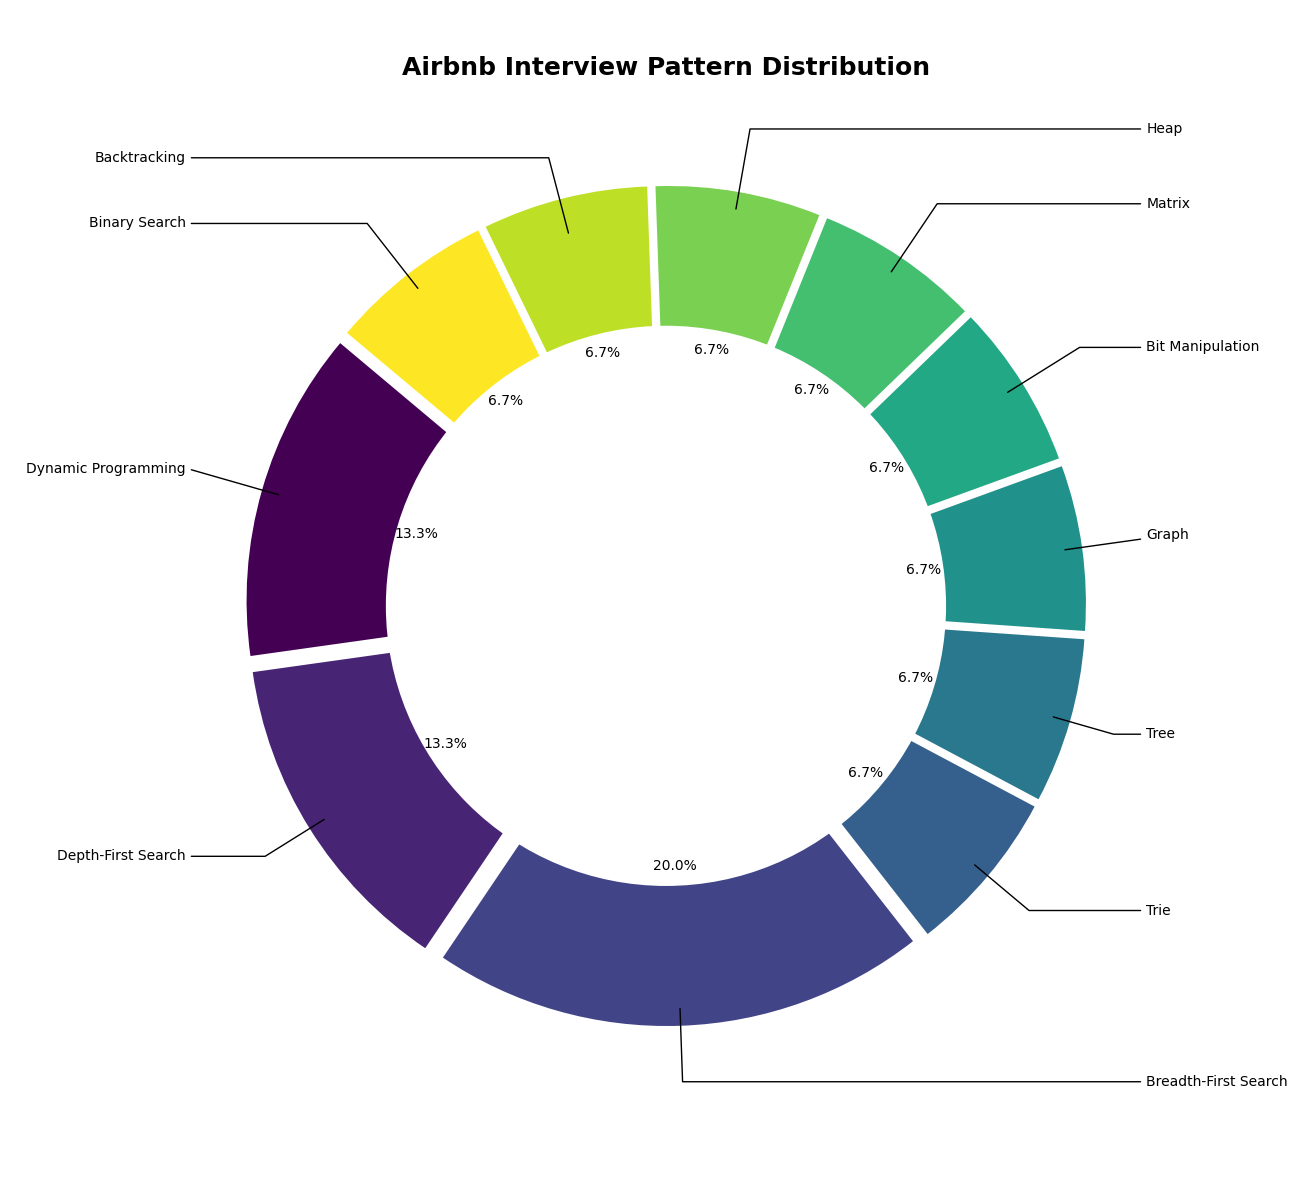 Airbnb Interview Pattern Distribution
Heap
Backtracking
Matrix
Binary Search
Bit Manipulation
6.7%
6.7%
6.7%
6.7%
6.7%
Dynamic Programming
13.3%
Graph
6.7%
6.7%
Tree
13.3%
6.7%
Depth-First Search
20.0%
Trie
Breadth-First Search